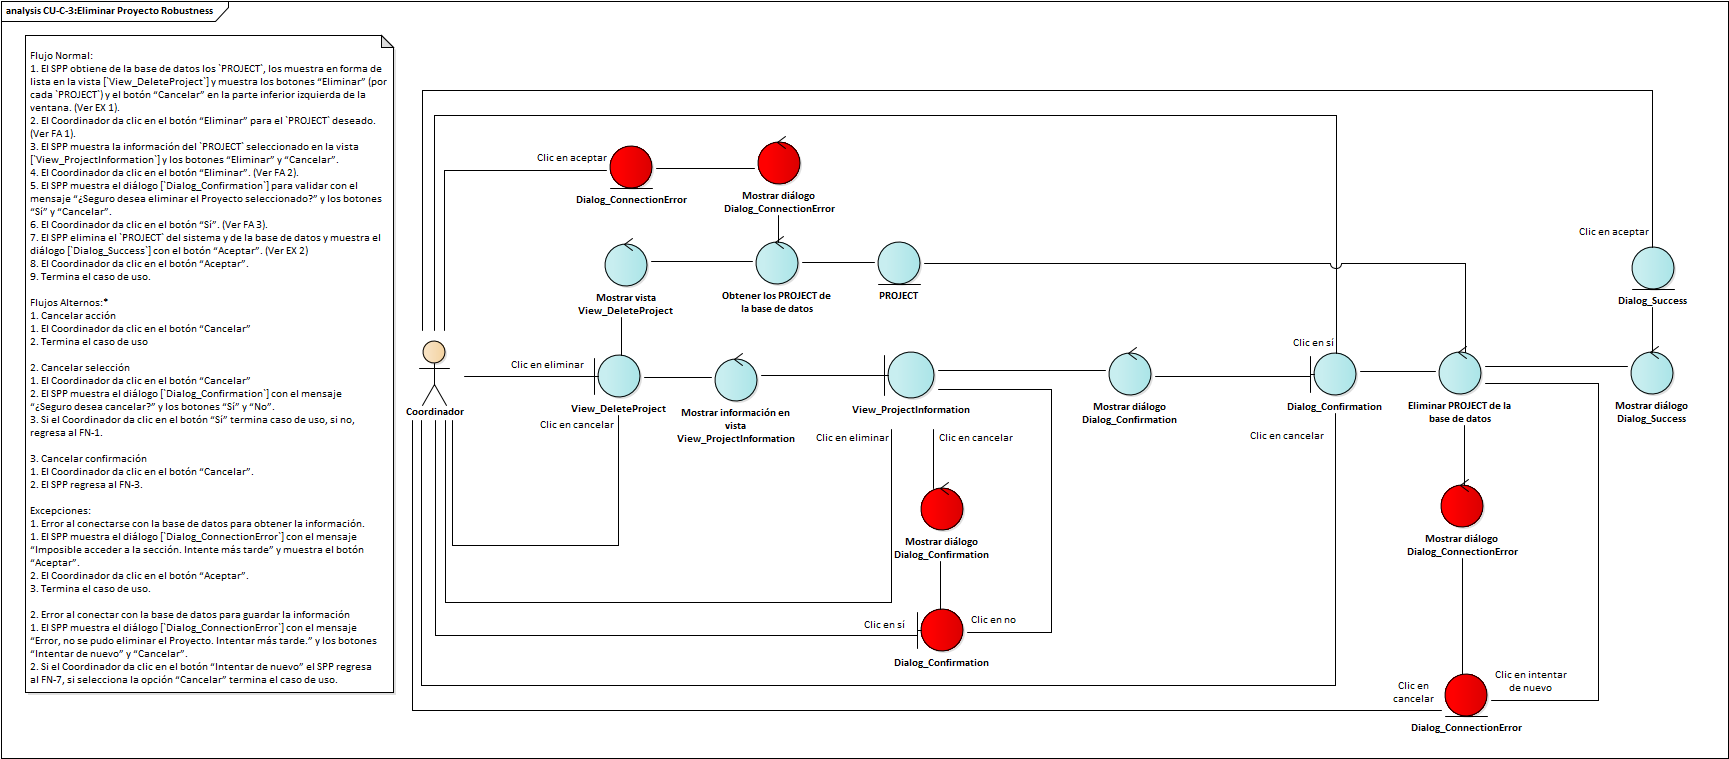 analysis CU-C-3:Eliminar Proyecto Robustness
Flujo Normal:
1. El SPP obtiene de la base de datos los `PROJECT`, los muestra en forma de
lista en la vista [`View_DeleteProject`] y muestra los botones “Eliminar” (por
cada `PROJECT`) y el botón “Cancelar” en la parte inferior izquierda de la
ventana. (Ver EX 1).
2. El Coordinador da clic en el botón “Eliminar” para el `PROJECT` deseado.
(Ver FA 1).
3. El SPP muestra la información del `PROJECT` seleccionado en la vista
[`View_ProjectInformation`] y los botones “Eliminar” y “Cancelar”.
4. El Coordinador da clic en el botón “Eliminar”. (Ver FA 2).
5. El SPP muestra el diálogo [`Dialog_Confirmation`] para validar con el
mensaje “¿Seguro desea eliminar el Proyecto seleccionado?” y los botones
“Sí” y “Cancelar”.
6. El Coordinador da clic en el botón “Sí”. (Ver FA 3).
7. El SPP elimina el `PROJECT` del sistema y de la base de datos y muestra el
diálogo [`Dialog_Success`] con el botón “Aceptar”. (Ver EX 2)
8. El Coordinador da clic en el botón “Aceptar”.
9. Termina el caso de uso.
Flujos Alternos:*
1. Cancelar acción
1. El Coordinador da clic en el botón “Cancelar”
2. Termina el caso de uso
2. Cancelar selección
1. El Coordinador da clic en el botón “Cancelar”
2. El SPP muestra el diálogo [`Dialog_Confirmation`] con el mensaje
“¿Seguro desea cancelar?” y los botones “Sí” y “No”.
3. Si el Coordinador da clic en el botón “Sí” termina caso de uso, si no,
regresa al FN-1.
3. Cancelar confirmación
1. El Coordinador da clic en el botón “Cancelar”.
2. El SPP regresa al FN-3.
Excepciones:
1. Error al conectarse con la base de datos para obtener la información.
1. El SPP muestra el diálogo [`Dialog_ConnectionError`] con el mensaje
“Imposible acceder a la sección. Intente más tarde” y muestra el botón
“Aceptar”.
2. El Coordinador da clic en el botón “Aceptar”.
3. Termina el caso de uso.
2. Error al conectar con la base de datos para guardar la información
1. El SPP muestra el diálogo [`Dialog_ConnectionError`] con el mensaje
“Error, no se pudo eliminar el Proyecto. Intentar más tarde.” y los botones
“Intentar de nuevo” y “Cancelar”.
2. Si el Coordinador da clic en el botón “Intentar de nuevo” el SPP regresa
al FN-7, si selecciona la opción “Cancelar” termina el caso de uso.
Clic en aceptar
Dialog_ConnectionError
Mostrar diálogo
Dialog_ConnectionError
Clic en aceptar
Dialog_Success
Mostrar vista
View_DeleteProject
Obtener los PROJECT de
la base de datos
PROJECT
Coordinador
Clic en eliminar
View_DeleteProject
Clic en cancelar
Mostrar información en
vista
View_ProjectInformation
View_ProjectInformation
Clic en eliminar
Clic en cancelar
Mostrar diálogo
Dialog_Confirmation
Clic en sí
Dialog_Confirmation
Clic en cancelar
Eliminar PROJECT de la
base de datos
Mostrar diálogo
Dialog_Success
Mostrar diálogo
Dialog_Confirmation
Clic en sí
Clic en no
Dialog_Confirmation
Mostrar diálogo
Dialog_ConnectionError
Clic en
cancelar
Clic en intentar
de nuevo
Dialog_ConnectionError